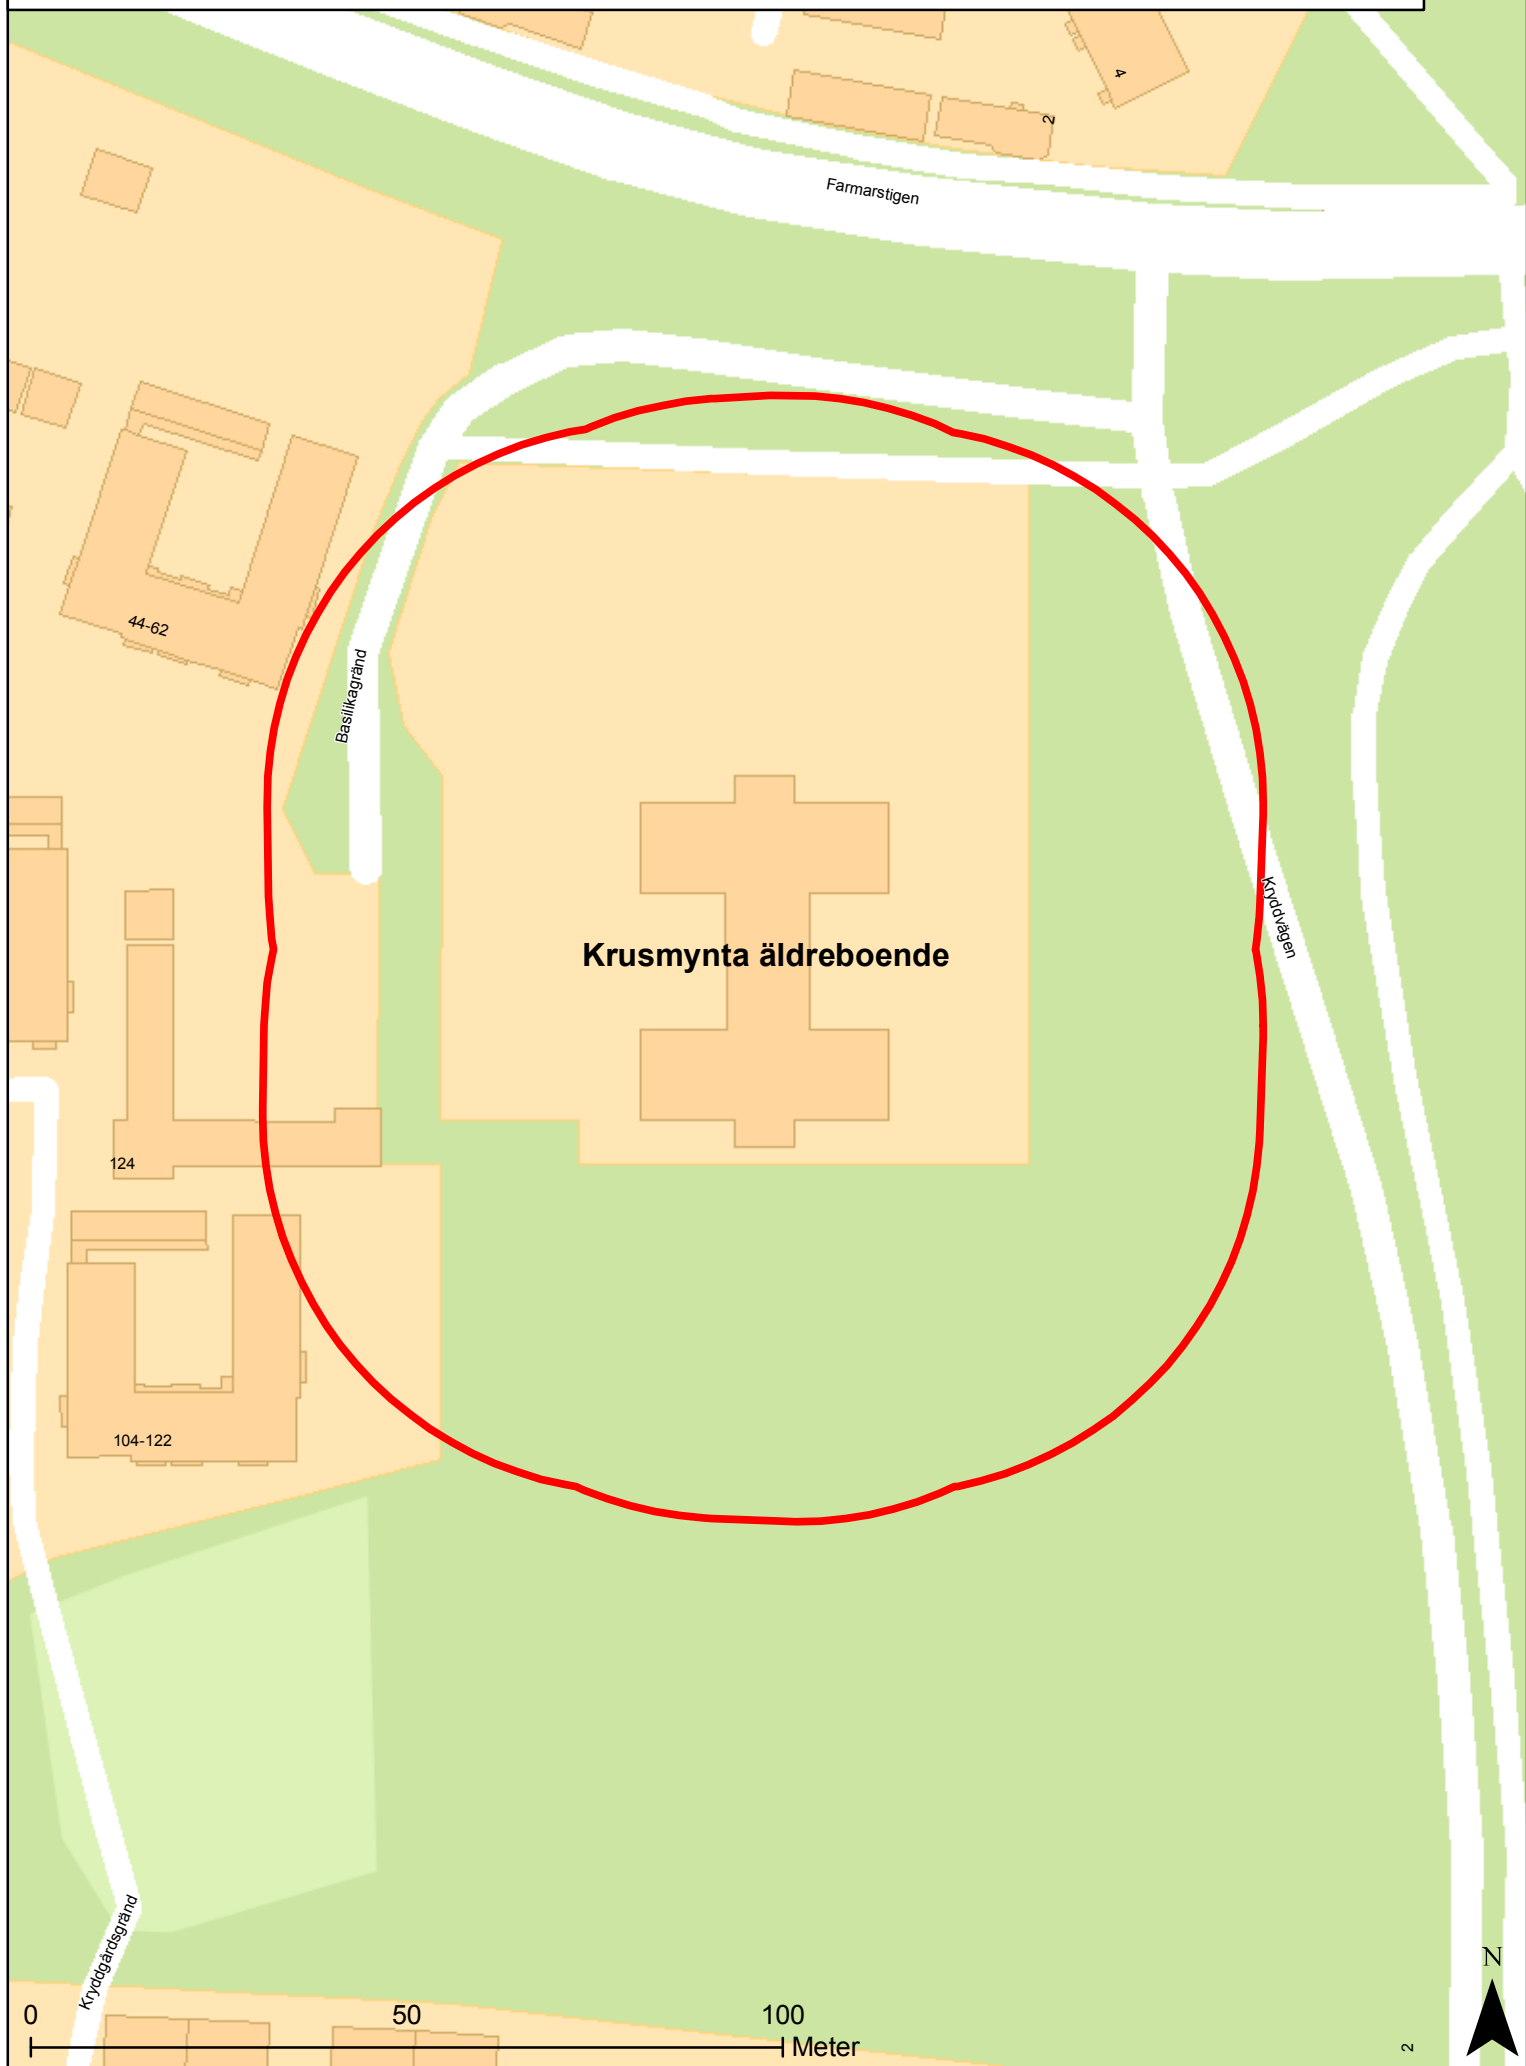 4
2
Farmarstigen
44-62
Basilikagränd
Kryddvägen
Krusmynta äldreboende
124
104-122
Kryddgårdsgränd
N
0 50 100
Meter
2